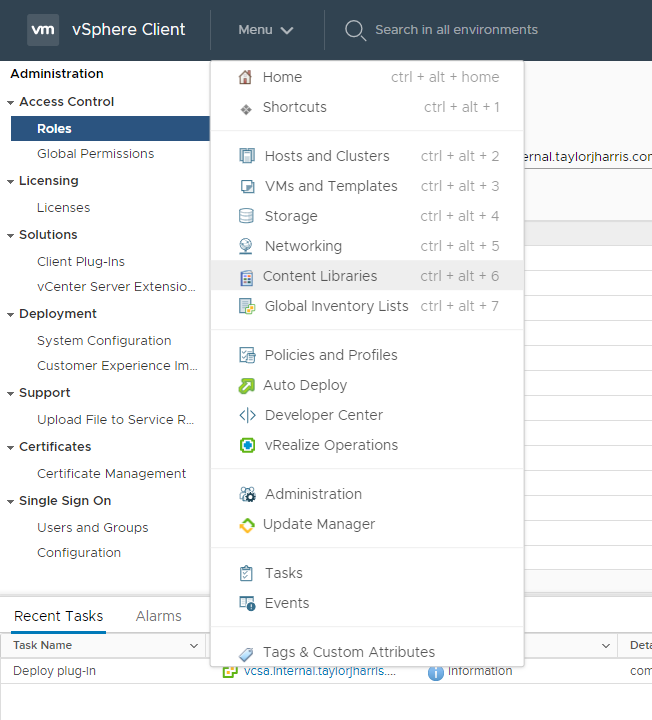 vm vSphere Client Menu Search in all environments
Administration
Access Control
Roles
Global Permissions
Licensing
Licenses
Solutions
Client Plug-Ins
vCenter Server Extensio...
Deployment
System Configuration
Customer Experience Im...
Support
Upload File to Service R...
Certificates
Certificate Management
Single Sign On
Users and Groups
Configuration
Home ctrl + alt + home
Shortcuts ctrl + alt + 1
Hosts and Clusters ctrl + alt + 2
VMs and Templates ctrl + alt + 3
Storage ctrl + alt + 4
Networking ctrl + alt + 5
Content Libraries ctrl + alt + 6
Global Inventory Lists ctrl + alt + 7
Policies and Profiles
Auto Deploy
Developer Center
vRealize Operations
Administration
Update Manager
Tasks
Events
Tags & Custom Attributes
ernal.taylorjharris.com
Recent Tasks Alarms
Task Name Deta
Deploy plug-in vcsa.internal.taylorjharris.... Information com